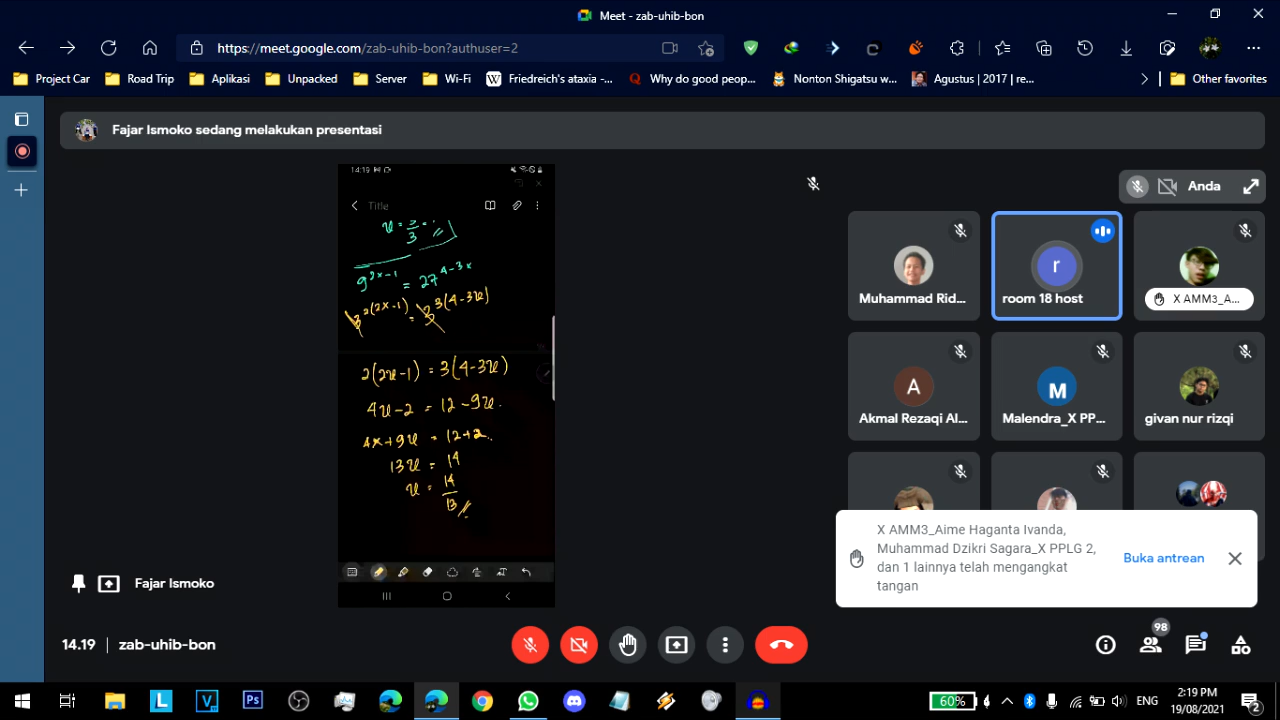 Meet - zab-uhib-bon
https://meet.google.com/zab-uhib-bon?authuser=2
Project Car
Road Trip
Aplikasi
Unpacked
Server
Wi-Fi
Friedreich's ataxia -...
Why do good peop...
Nonton Shigatsu w...
Agustus | 2017 | re...
Other favorites
Fajar Ismoko sedang melakukan presentasi
14:19
Title
9^2x-1 = 27^4-3x
3^2(2x-1) = 3^3(4-3x)
2(2x-1) = 3(4-3x)
4x-2 = 12-9x
4x+9x = 12+2
13x = 14
x = 14/13
Anda
Muhammad Rid...
r
room 18 host
X AMM3_A...
A
Akmal Rezaqi Al...
M
Malendra_X PP...
givan nur rizqi
X AMM3_Aime Haganta Ivanda,
Muhammad Dzikri Sagara_X PPLG 2,
dan 1 lainnya telah mengangkat
tangan
Buka antrean
Fajar Ismoko
14.19
zab-uhib-bon
98
60%
ENG
2:19 PM
19/08/2021
2